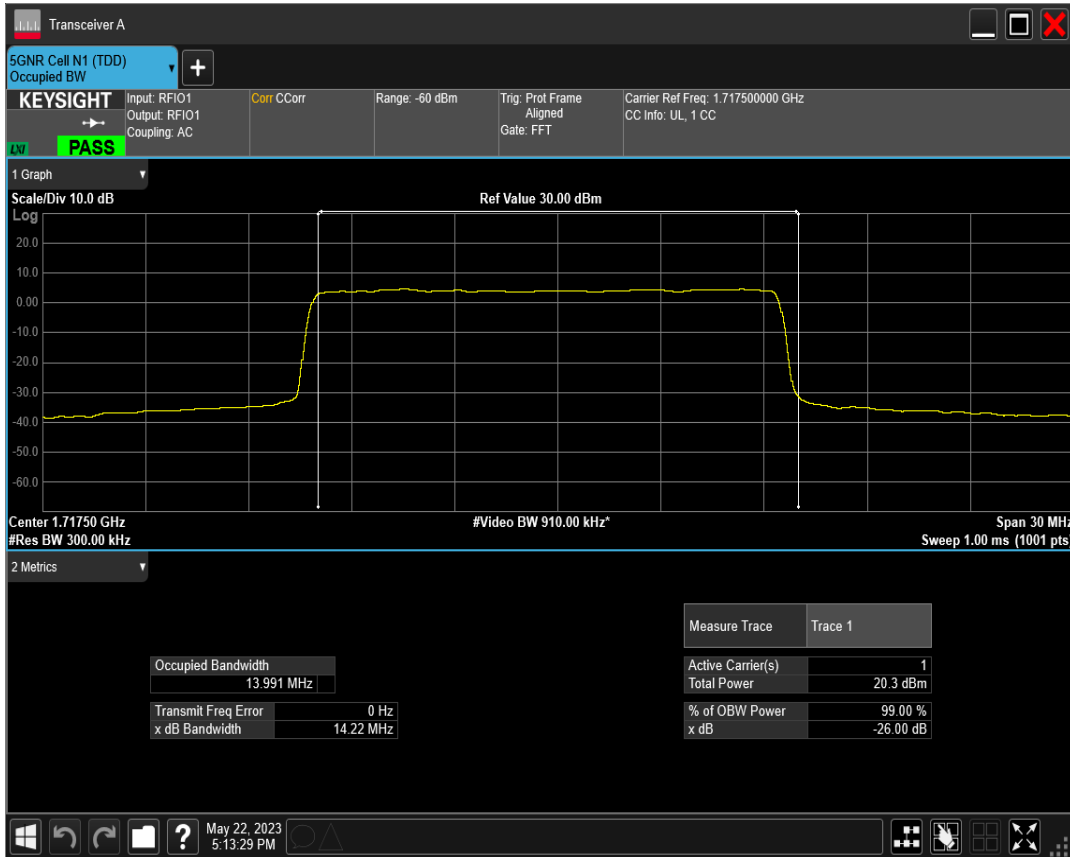 Transceiver A
5GNR Cell N1 (TDD)
Occupied BW
+
KEYSIGHT
LXI
PASS
Input: RFIO1
Output: RFIO1
Coupling: AC
Corr CCorr
Range: -60 dBm
Trig: Prot Frame
Aligned
Gate: FFT
Carrier Ref Freq: 1.717500000 GHz
CC Info: UL, 1 CC
1 Graph
Scale/Div 10.0 dB
Ref Value 30.00 dBm
Log
20.0
10.0
0.00
-10.0
-20.0
-30.0
-40.0
-50.0
-60.0
Center 1.71750 GHz
#Video BW 910.00 kHz*
Span 30 MHz
#Res BW 300.00 kHz
Sweep 1.00 ms (1001 pts)
2 Metrics
Measure Trace Trace 1
Occupied Bandwidth
13.991 MHz
Active Carrier(s) 1
Total Power 20.3 dBm
Transmit Freq Error 0 Hz
x dB Bandwidth 14.22 MHz
% of OBW Power 99.00 %
x dB -26.00 dB
?
May 22, 2023
5:13:29 PM